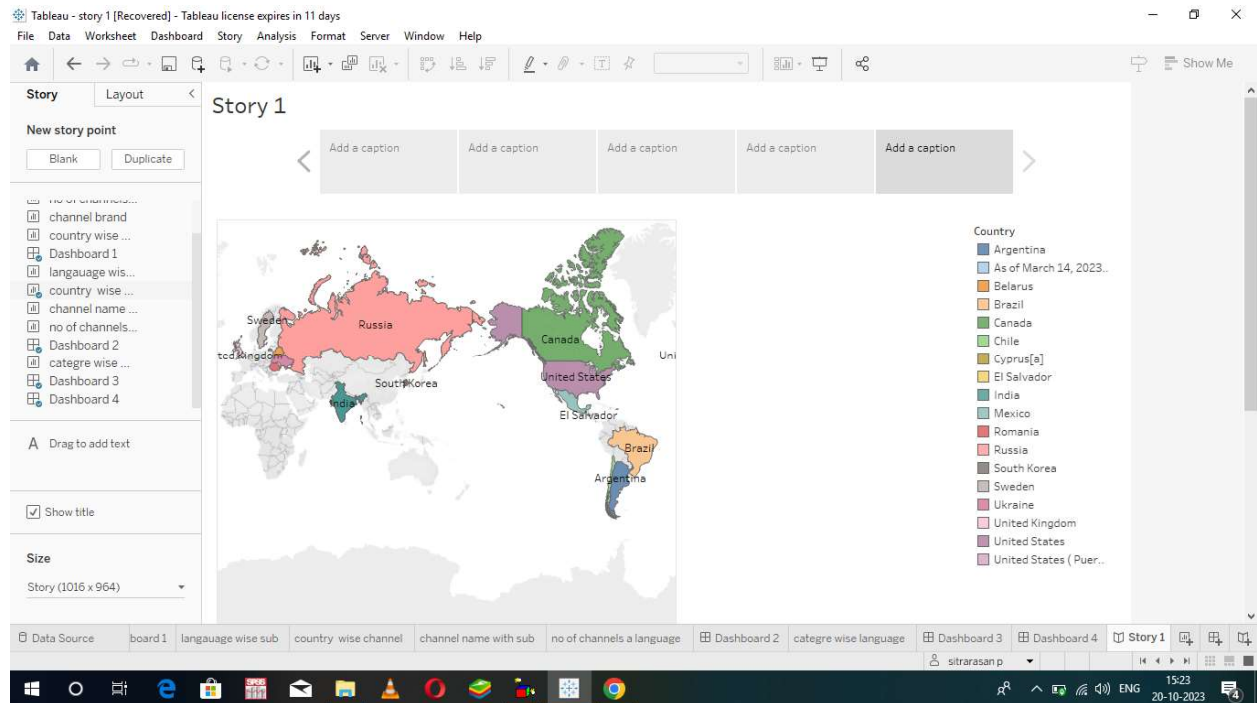 Tableau - story 1 [Recovered] - Tableau license expires in 11 days
File Data Worksheet Dashboard Story Analysis Format Server Window Help
Show Me
Story Layout
New story point
Blank Duplicate
channel brand
country wise ...
Dashboard 1
langauage wis...
country wise ...
channel name ...
no of channels...
Dashboard 2
categre wise ...
Dashboard 3
Dashboard 4
A Drag to add text
Show title
Size
Story (1016 x 964)
Story 1
Add a caption Add a caption Add a caption Add a caption Add a caption
Sweden
Russia
Canada
ted Kingdom
Uni
South Korea
United States
India
El Salvador
Brazil
Argentina
Country
Argentina
As of March 14, 2023..
Belarus
Brazil
Canada
Chile
Cyprus[a]
El Salvador
India
Mexico
Romania
Russia
South Korea
Sweden
Ukraine
United Kingdom
United States
United States ( Puer..
Data Source board 1 langauage wise sub country wise channel channel name with sub no of channels a language Dashboard 2 categre wise language Dashboard 3 Dashboard 4 Story 1
sitrarasan p
ENG 15:23
20-10-2023
4